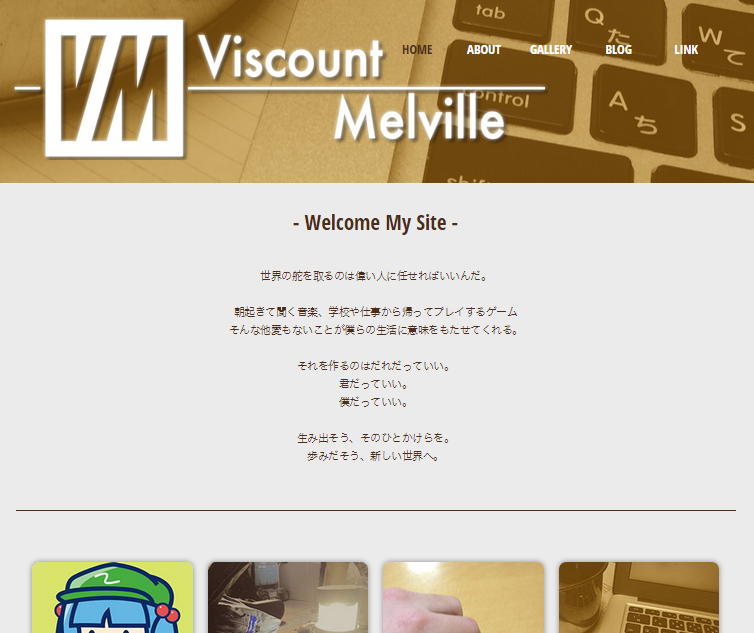 VM
Viscount
Melville
HOME ABOUT GALLERY BLOG LINK
tab
Q
た
W
て
control
A
ち
S
shift
- Welcome My Site -
世界の舵を取るのは偉い人に任せればいいんだ。
朝起きて聞く音楽、学校や仕事から帰ってプレイするゲーム
そんな他愛もないことが僕らの生活に意味をもたせてくれる。
それを作るのはだれだっていい。
君だっていい。
僕だっていい。
生み出そう、そのひとかけらを。
歩みだそう、新しい世界へ。